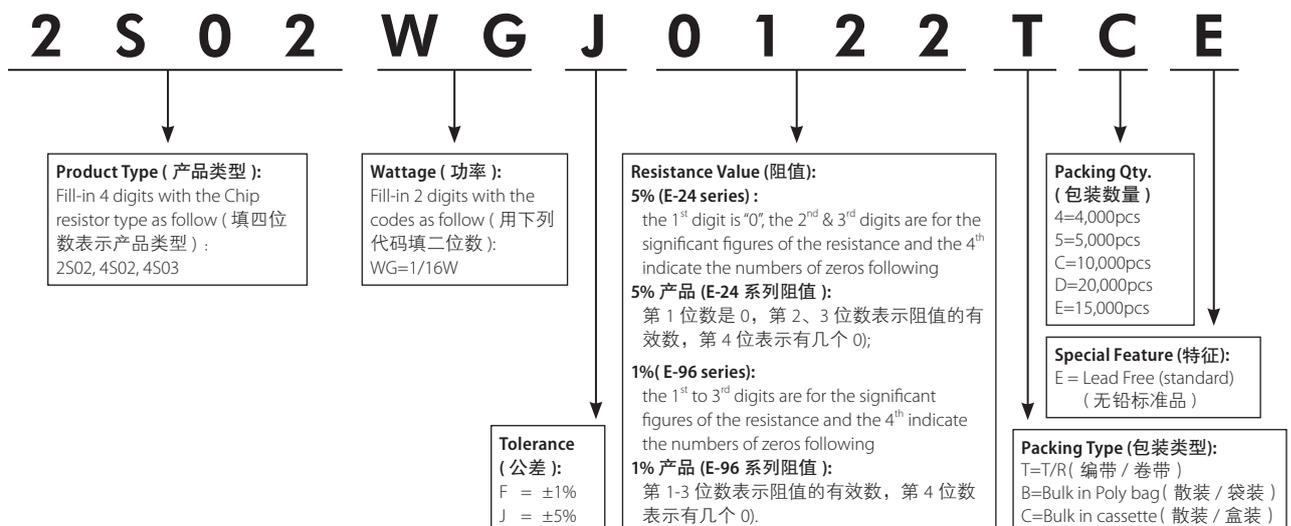 2 S 0 2 W G J 0 1 2 2 T C E
Product Type ( 产品类型 ):
Fill-in 4 digits with the Chip
resistor type as follow ( 填四位
数表示产品类型 ) :
2S02, 4S02, 4S03
Wattage ( 功率 ):
Fill-in 2 digits with the
codes as follow ( 用下列
代码填二位数 ):
WG=1/16W
Tolerance
( 公差 ):
F = ±1%
J = ±5%
Resistance Value (阻值):
5% (E-24 series) :
the 1st digit is “0”, the 2nd & 3rd digits are for the
significant figures of the resistance and the 4th
indicate the numbers of zeros following
5% 产品 (E-24 系列阻值 ):
第 1 位数是 0，第 2、3 位数表示阻值的有
效数，第 4 位表示有几个 0);
1%( E-96 series):
the 1st to 3rd digits are for the significant
figures of the resistance and the 4th indicate
the numbers of zeros following
1% 产品 (E-96 系列阻值 ):
第 1-3 位数表示阻值的有效数，第 4 位数
表示有几个 0).
Packing Qty.
( 包装数量 )
4=4,000pcs
5=5,000pcs
C=10,000pcs
D=20,000pcs
E=15,000pcs
Special Feature (特征):
E = Lead Free (standard)
( 无铅标准品 )
Packing Type (包装类型):
T=T/R( 编带 / 卷带 )
B=Bulk in Poly bag( 散装 / 袋装 )
C=Bulk in cassette( 散装 / 盒装 )